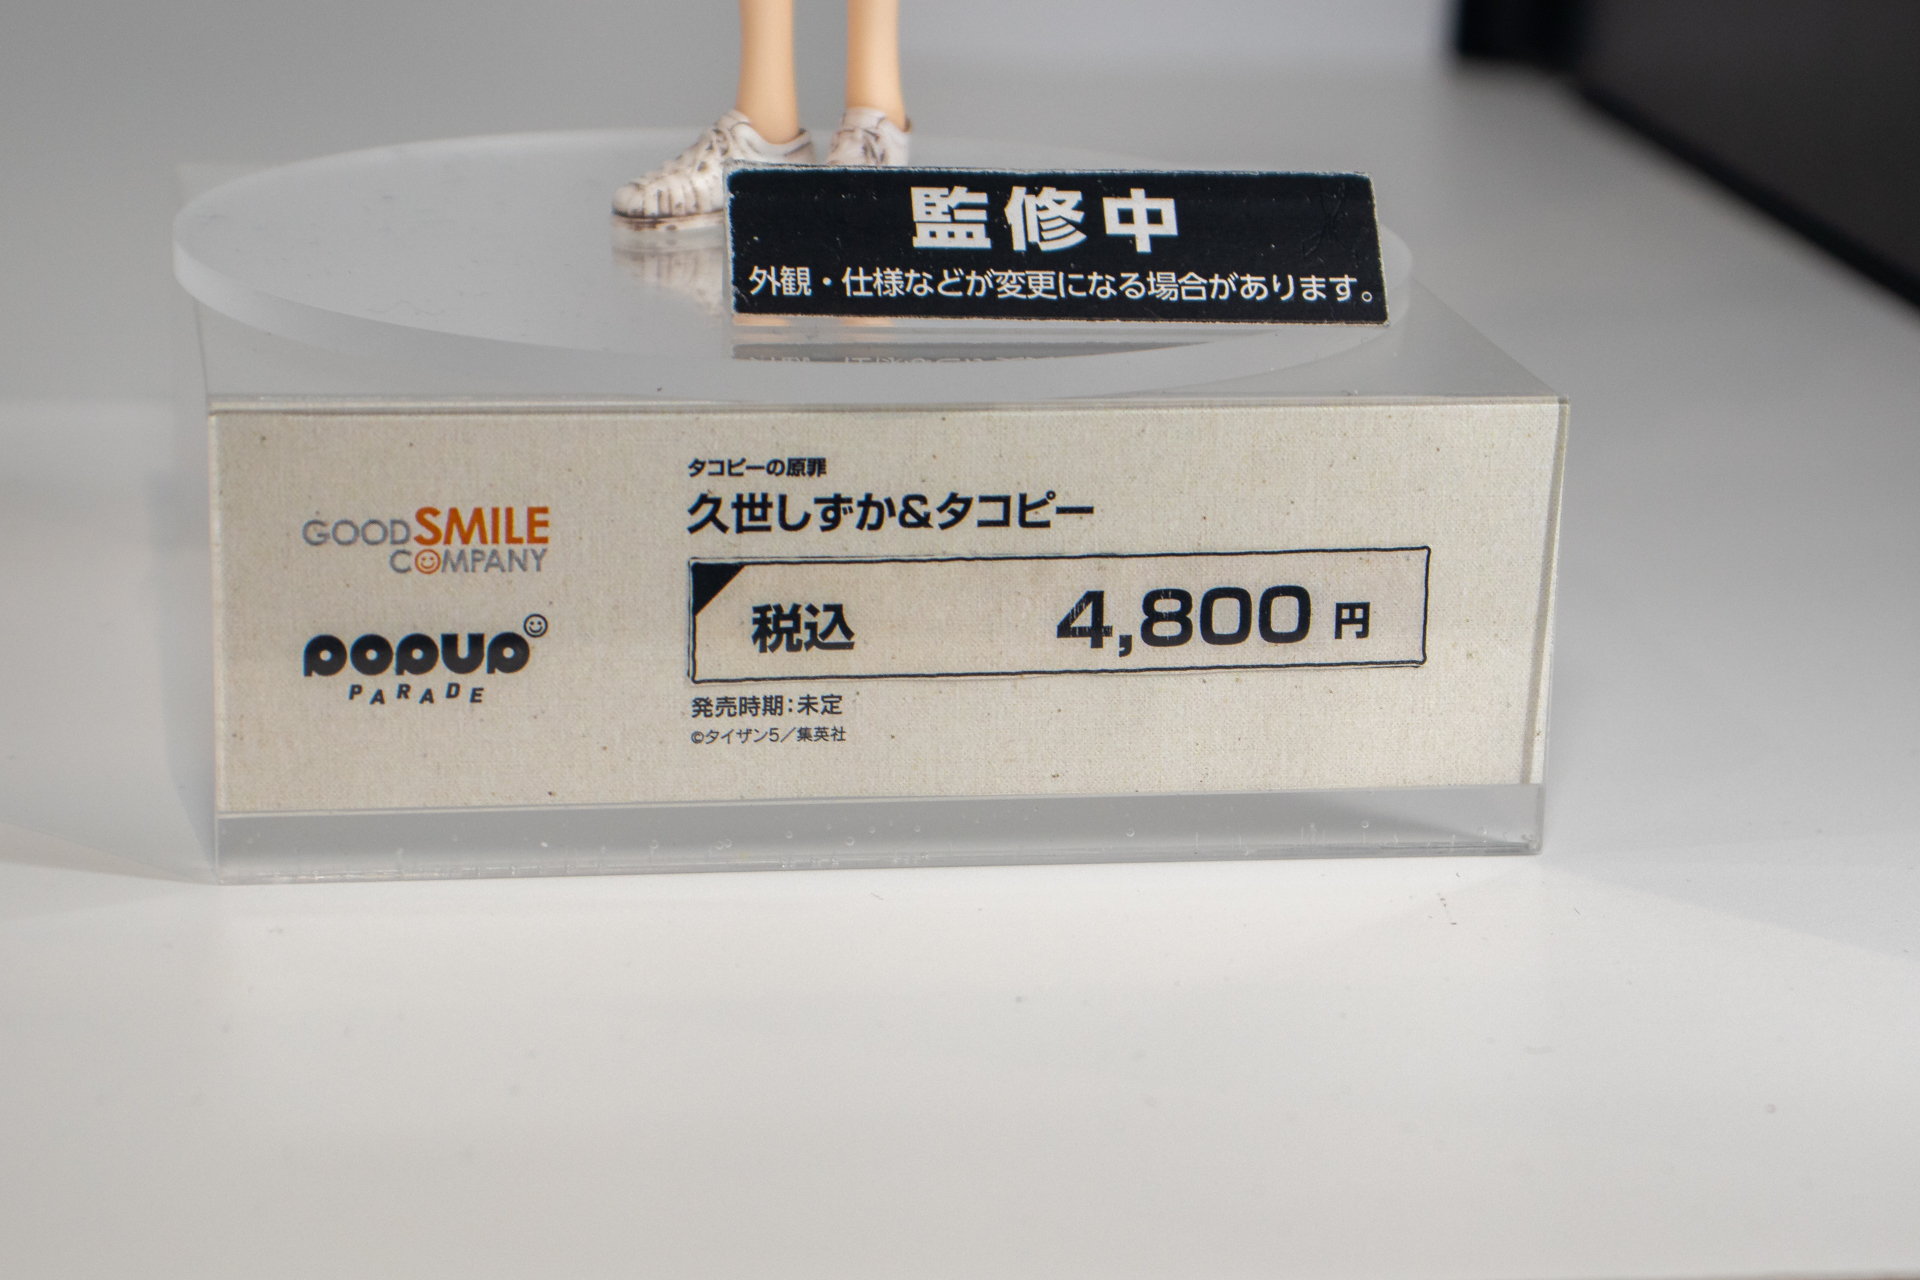 監修中
外観・仕様などが変更になる場合があります。
GOOD SMILE
COMPANY
POPUP
PARADE
タコピーの原罪
久世しずか&タコピー
税込 4,800 円
発売時期:未定
©タイザン5／集英社